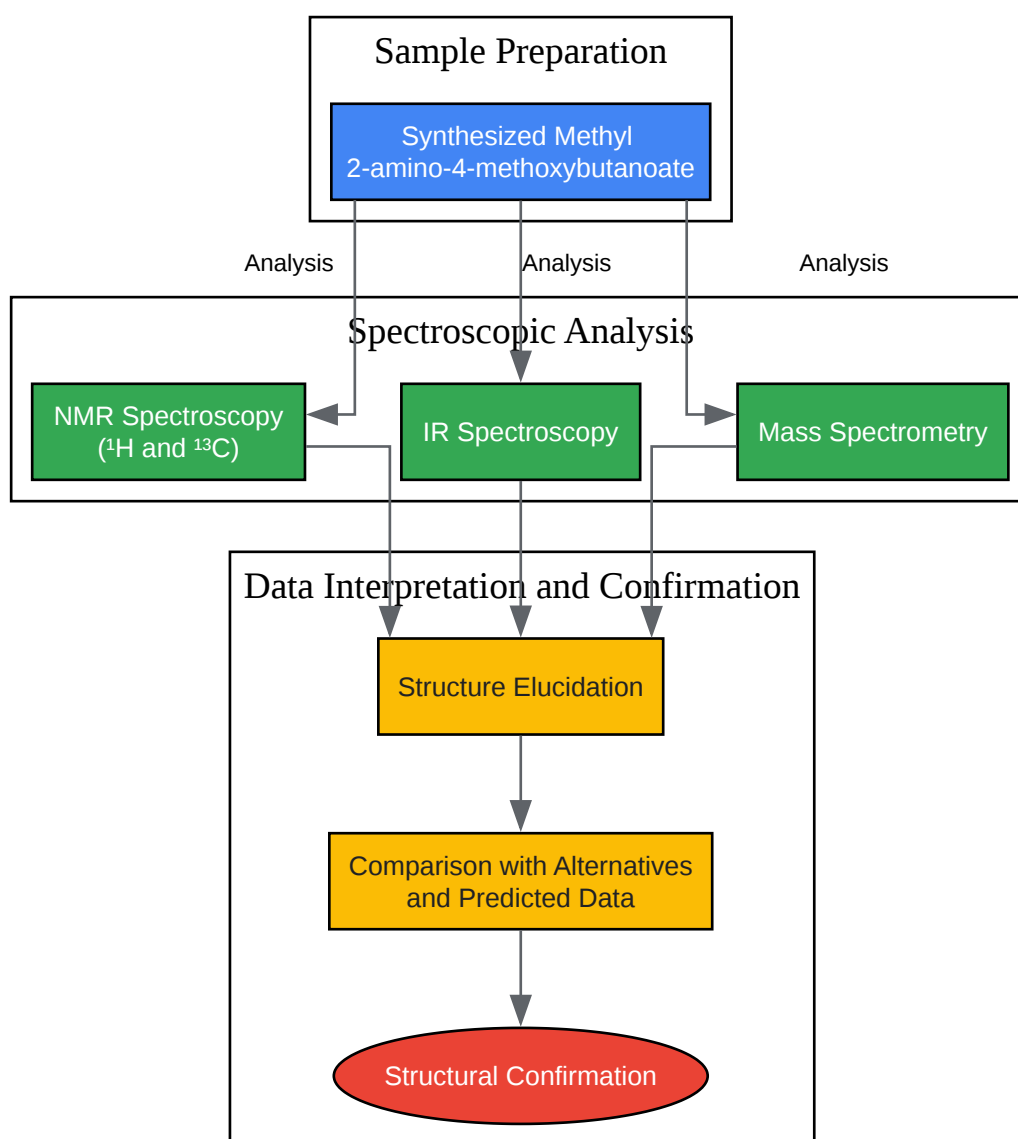 Sample Preparation
Synthesized Methyl
2-amino-4-methoxybutanoate
Analysis
Analysis
Analysis
Spectroscopic Analysis
NMR Spectroscopy
(¹H and ¹³C)
IR Spectroscopy
Mass Spectrometry
Data Interpretation and Confirmation
Structure Elucidation
Comparison with Alternatives
and Predicted Data
Structural Confirmation